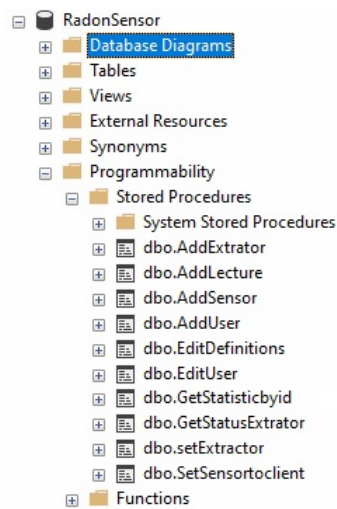 RadonSensor
Database Diagrams
Tables
Views
External Resources
Synonyms
Programmability
Stored Procedures
System Stored Procedures
dbo.AddExtrator
dbo.AddLecture
dbo.AddSensor
dbo.AddUser
dbo.EditDefinitions
dbo.EditUser
dbo.GetStatisticbyid
dbo.GetStatusExtrator
dbo.setExtractor
dbo.SetSensortoclient
Functions